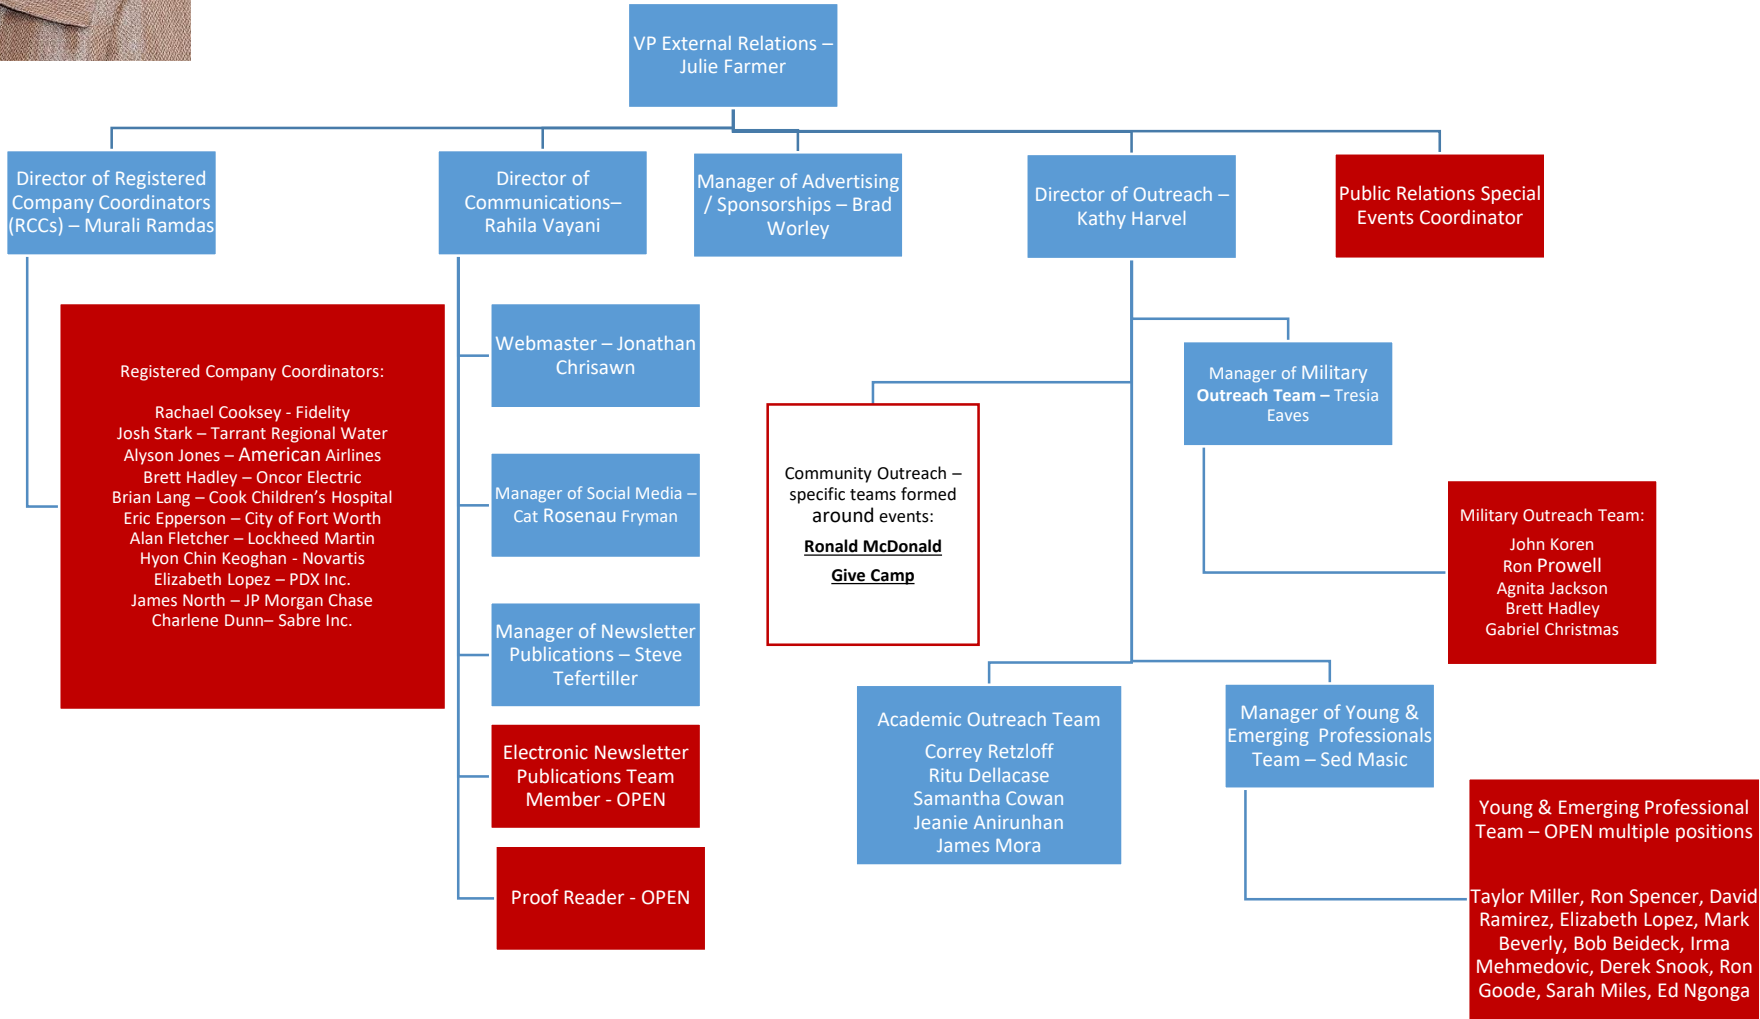 VP External Relations –
Julie Farmer
Director of Registered
Company Coordinators
(RCCs) – Murali Ramdas
Director of
Communications–
Rahila Vayani
Manager of Advertising
/ Sponsorships – Brad
Worley
Director of Outreach –
Kathy Harvel
Public Relations Special
Events Coordinator
Registered Company Coordinators:
Rachael Cooksey - Fidelity
Josh Stark – Tarrant Regional Water
Alyson Jones – American Airlines
Brett Hadley – Oncor Electric
Brian Lang – Cook Children’s Hospital
Eric Epperson – City of Fort Worth
Alan Fletcher – Lockheed Martin
Hyon Chin Keoghan - Novartis
Elizabeth Lopez – PDX Inc.
James North – JP Morgan Chase
Charlene Dunn– Sabre Inc.
Webmaster – Jonathan
Chrisawn
Manager of Social Media –
Cat Rosenau Fryman
Manager of Newsletter
Publications – Steve
Tefertiller
Electronic Newsletter
Publications Team
Member - OPEN
Proof Reader - OPEN
Community Outreach –
specific teams formed
around events:
Ronald McDonald
Give Camp
Manager of Military
Outreach Team – Tresia
Eaves
Military Outreach Team:
John Koren
Ron Prowell
Agnita Jackson
Brett Hadley
Gabriel Christmas
Academic Outreach Team
Correy Retzloff
Ritu Dellacase
Samantha Cowan
Jeanie Anirunhan
James Mora
Manager of Young &
Emerging Professionals
Team – Sed Masic
Young & Emerging Professional
Team – OPEN multiple positions
Taylor Miller, Ron Spencer, David
Ramirez, Elizabeth Lopez, Mark
Beverly, Bob Beideck, Irma
Mehmedovic, Derek Snook, Ron
Goode, Sarah Miles, Ed Ngonga